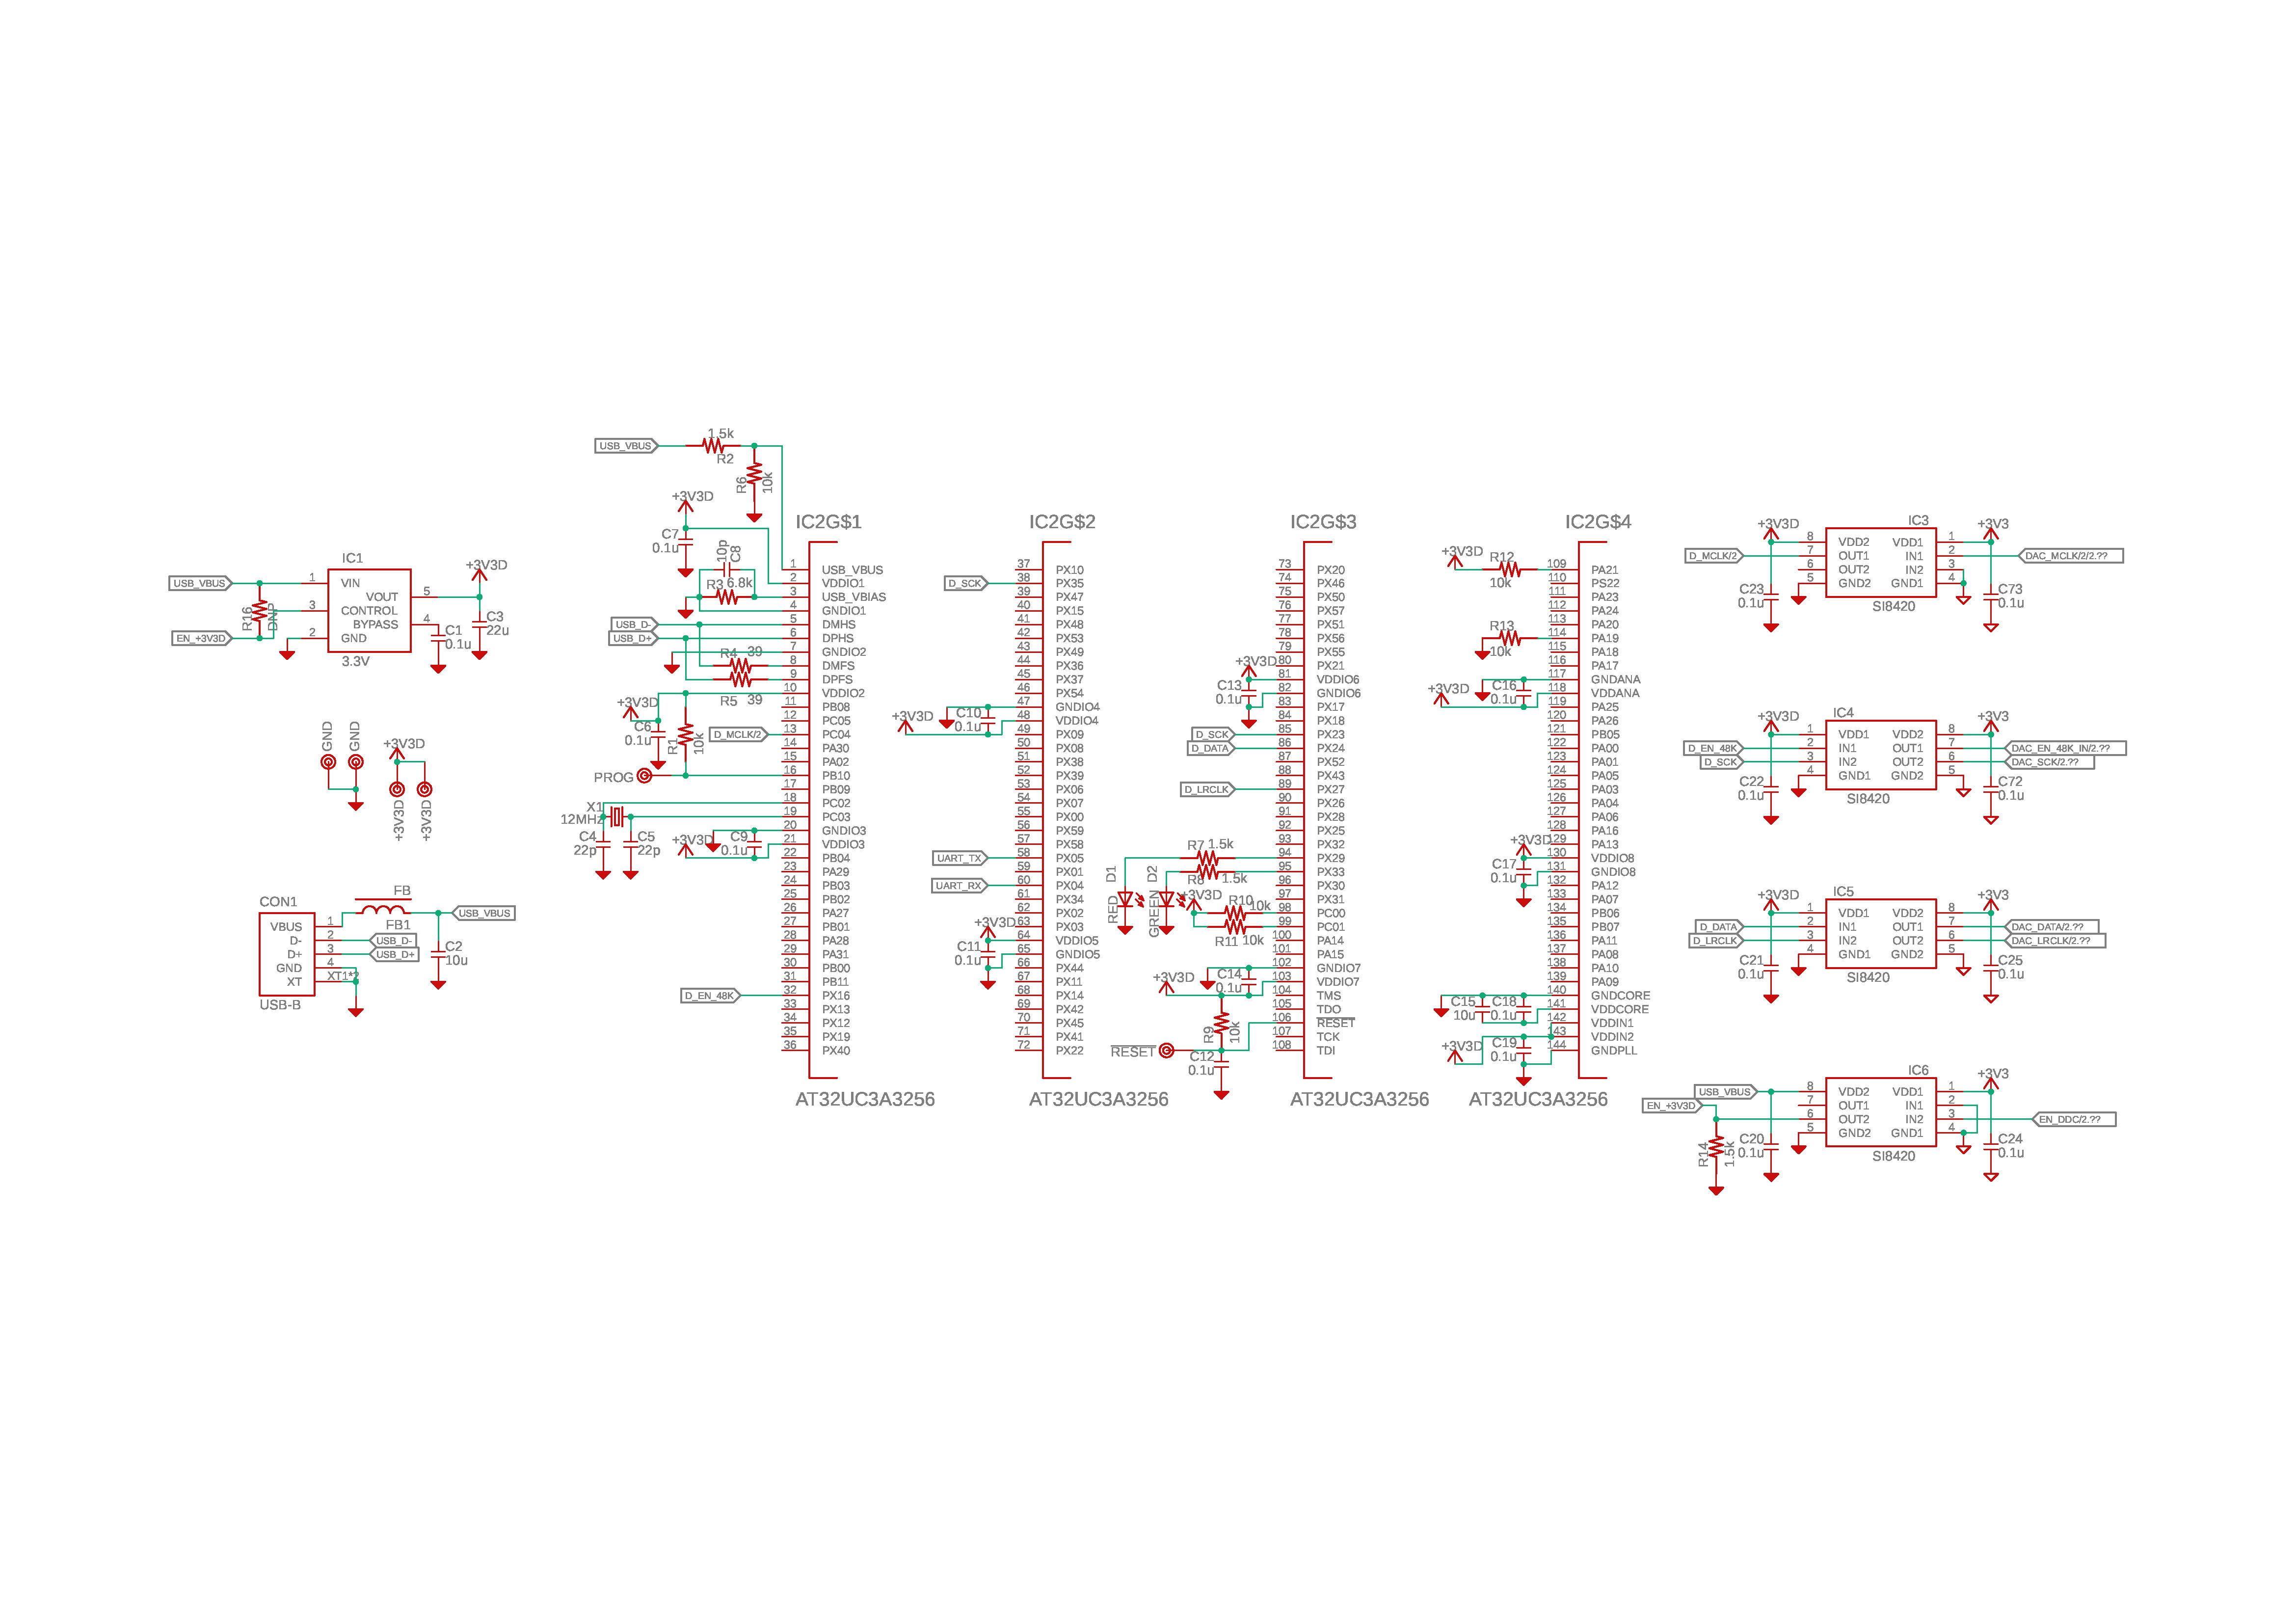 USB_VBUS
EN_+3V3D
R16
DNP
IC1
1
VIN
3
CONTROL
2
GND
VOUT
5
BYPASS
4
3.3V
+3V3D
C1
0.1u
C3
22u
GND
GND
+3V3D
+3V3D
+3V3D
CON1
VBUS
1
D-
2
D+
3
GND
4
XT
XT1*2
USB-B
FB
FB1
USB_D-
USB_D+
USB_VBUS
C2
10u
USB_VBUS
1.5k
R2
R6
10k
+3V3D
C7
0.1u
10p
C8
R3
6.8k
USB_D-
USB_D+
R4
39
R5
39
+3V3D
C6
0.1u
R1
10k
D_MCLK/2
PROG
X1
12MHz
C4
22p
C5
22p
+3V3D
C9
0.1u
D_EN_48K
IC2G$1
1 USB_VBUS
2 VDDIO1
3 USB_VBIAS
4 GNDIO1
5 DMHS
6 DPHS
7 GNDIO2
8 DMFS
9 DPFS
10 VDDIO2
11 PB08
12 PC05
13 PC04
14 PA30
15 PA02
16 PB10
17 PB09
18 PC02
19 PC03
20 GNDIO3
21 VDDIO3
22 PB04
23 PA29
24 PB03
25 PB02
26 PA27
27 PB01
28 PA28
29 PA31
30 PB00
31 PB11
32 PX16
33 PX13
34 PX12
35 PX19
36 PX40
AT32UC3A3256
D_SCK
+3V3D
C10
0.1u
UART_TX
UART_RX
+3V3D
C11
0.1u
IC2G$2
37 PX10
38 PX35
39 PX47
40 PX15
41 PX48
42 PX53
43 PX49
44 PX36
45 PX37
46 PX54
47 GNDIO4
48 VDDIO4
49 PX09
50 PX08
51 PX38
52 PX39
53 PX06
54 PX07
55 PX00
56 PX59
57 PX58
58 PX05
59 PX01
60 PX04
61 PX34
62 PX02
63 PX03
64 VDDIO5
65 GNDIO5
66 PX44
67 PX11
68 PX14
69 PX42
70 PX45
71 PX41
72 PX22
AT32UC3A3256
+3V3D
C13
0.1u
D_SCK
D_DATA
D_LRCLK
R7 1.5k
R8 1.5k
D1
RED
D2
GREEN
+3V3D
R10 10k
R11 10k
+3V3D
C14
0.1u
R9
10k
RESET
C12
0.1u
IC2G$3
73 PX20
74 PX46
75 PX50
76 PX57
77 PX51
78 PX56
79 PX55
80 PX21
81 VDDIO6
82 GNDIO6
83 PX17
84 PX18
85 PX23
86 PX24
87 PX52
88 PX43
89 PX27
90 PX26
91 PX28
92 PX25
93 PX32
94 PX29
95 PX33
96 PX30
97 PX31
98 PC00
99 PC01
100 PA14
101 PA15
102 GNDIO7
103 VDDIO7
104 TMS
105 TDO
106 RESET
107 TCK
108 TDI
AT32UC3A3256
+3V3D
R12
10k
R13
10k
+3V3D
C16
0.1u
+3V3D
C17
0.1u
C15
10u
C18
0.1u
+3V3D
C19
0.1u
IC2G$4
109 PA21
110 PS22
111 PA23
112 PA24
113 PA20
114 PA19
115 PA18
116 PA17
117 GNDANA
118 VDDANA
119 PA25
120 PA26
121 PB05
122 PA00
123 PA01
124 PA05
125 PA03
126 PA04
127 PA06
128 PA16
129 PA13
130 VDDIO8
131 GNDIO8
132 PA12
133 PA07
134 PB06
135 PB07
136 PA11
137 PA08
138 PA10
139 PA09
140 GNDCORE
141 VDDCORE
142 VDDIN1
143 VDDIN2
144 GNDPLL
AT32UC3A3256
+3V3D
IC3
+3V3
D_MCLK/2
8 VDD2 VDD1 1
7 OUT1 IN1 2
6 OUT2 IN2 3
5 GND2 GND1 4
DAC_MCLK/2/2.??
C23
0.1u
SI8420
C73
0.1u
+3V3D
IC4
+3V3
D_EN_48K
D_SCK
1 VDD1 VDD2 8
2 IN1 OUT1 7
3 IN2 OUT2 6
4 GND1 GND2 5
DAC_EN_48K_IN/2.??
DAC_SCK/2.??
C22
0.1u
SI8420
C72
0.1u
+3V3D
IC5
+3V3
D_DATA
D_LRCLK
1 VDD1 VDD2 8
2 IN1 OUT1 7
3 IN2 OUT2 6
4 GND1 GND2 5
DAC_DATA/2.??
DAC_LRCLK/2.??
C21
0.1u
SI8420
C25
0.1u
IC6
+3V3
USB_VBUS
EN_+3V3D
8 VDD2 VDD1 1
7 OUT1 IN1 2
6 OUT2 IN2 3
5 GND2 GND1 4
EN_DDC/2.??
R14
1.5k
C20
0.1u
SI8420
C24
0.1u